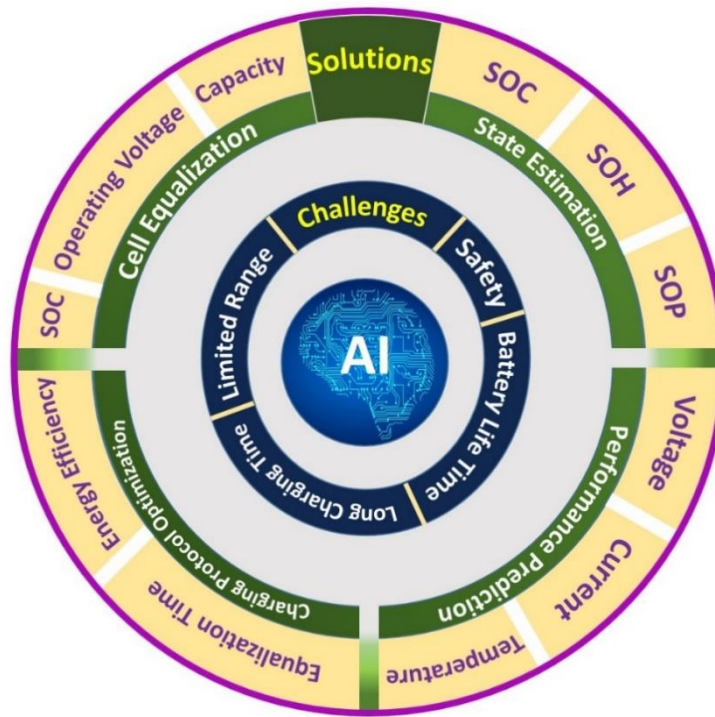 Solutions
SOC
SOH
SOP
State Estimation
Voltage
Current
Temperature
Performance Prediction
Equalization Time
Energy Efficiency
Charging Protocol Optimization
SOC
Operating Voltage
Capacity
Cell Equalization
Challenges
Safety
Battery Life Time
Long Charging Time
Limited Range
AI